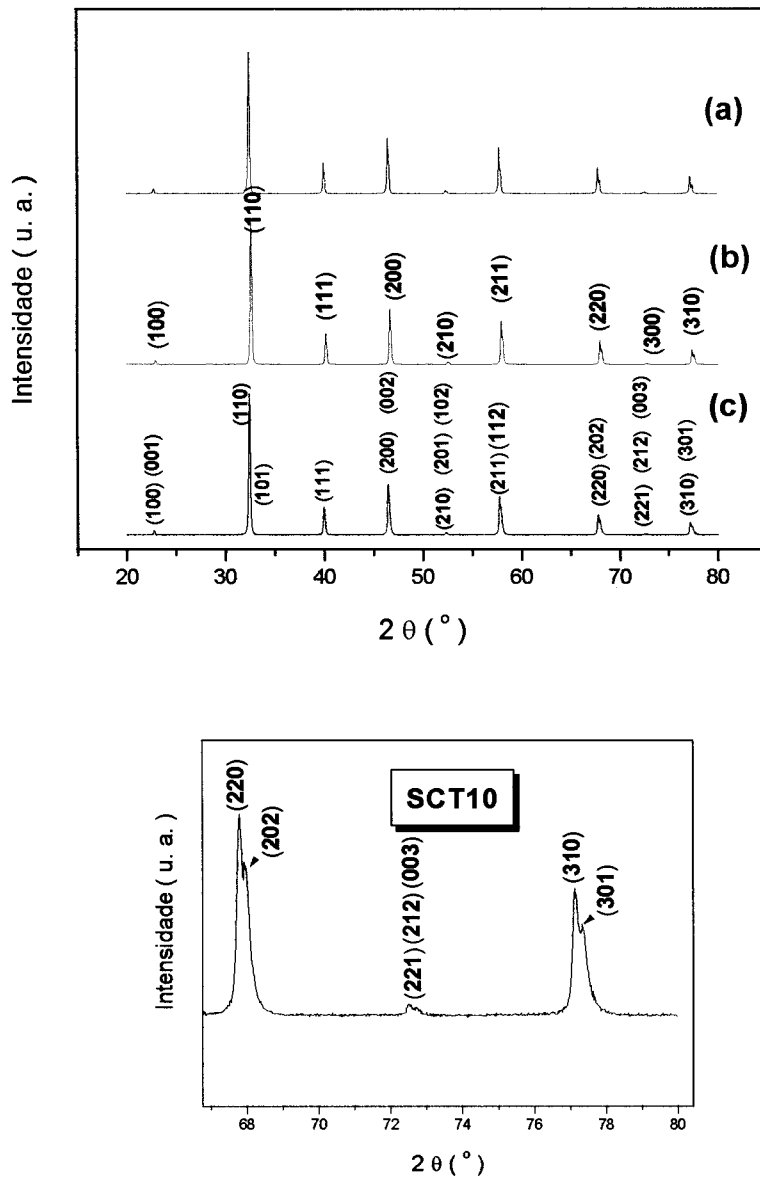 Intensidade ( u. a. )
(a)
(110)
(b)
(100)
(111)
(200)
(210)
(211)
(220)
(300)
(310)
(c)
(100) (001)
(110)
(101)
(111)
(200) (002)
(210) (201) (102)
(211) (112)
(220) (202)
(221) (212) (003)
(310) (301)
20 30 40 50 60 70 80
2 θ ( ° )
Intensidade ( u. a. )
SCT10
(220)
(202)
(221) (212) (003)
(310)
(301)
68 70 72 74 76 78 80
2 θ ( ° )